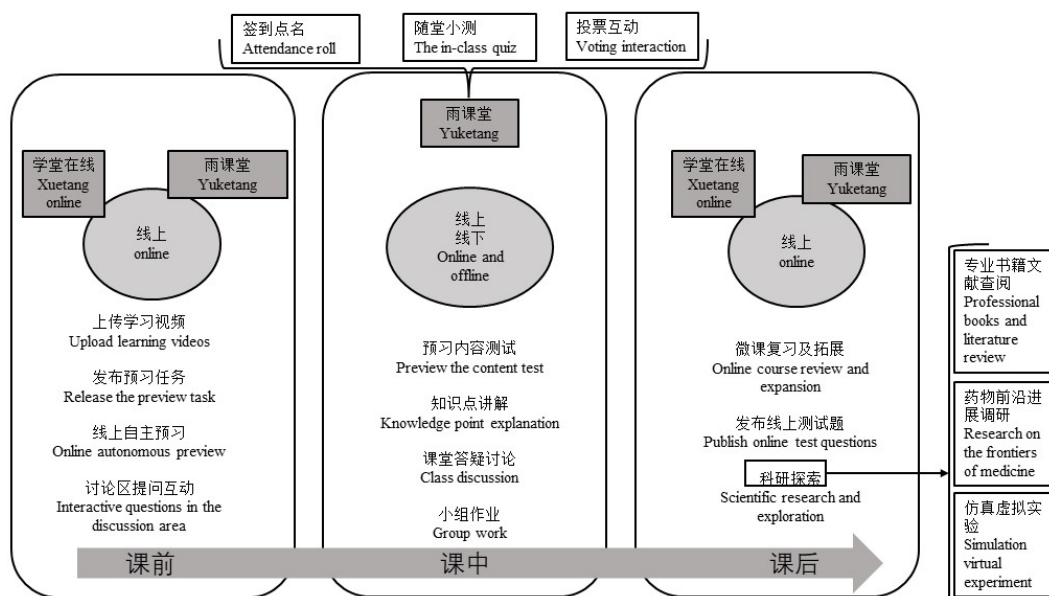 签到点名
Attendance roll
随堂小测
The in-class quiz
投票互动
Voting interaction
雨课堂
Yuketang
学堂在线
Xuetang
online
雨课堂
Yuketang
线上
online
上传学习视频
Upload learning videos
发布预习任务
Release the preview task
线上自主预习
Online autonomous preview
讨论区提问互动
Interactive questions in the
discussion area
课前
线上
线下
Online and
offline
预习内容测试
Preview the content test
知识点讲解
Knowledge point explanation
课堂答疑讨论
Class discussion
小组作业
Group work
课中
学堂在线
Xuetang
online
雨课堂
Yuketang
线上
online
微课复习及拓展
Online course review and
expansion
发布线上测试题
Publish online test questions
科研探索
Scientific research and
exploration
课后
专业书籍文
献查阅
Professional
books and
literature
review
药物前沿进
展调研
Research on
the frontiers
of medicine
仿真虚拟实
验
Simulation
virtual
experiment